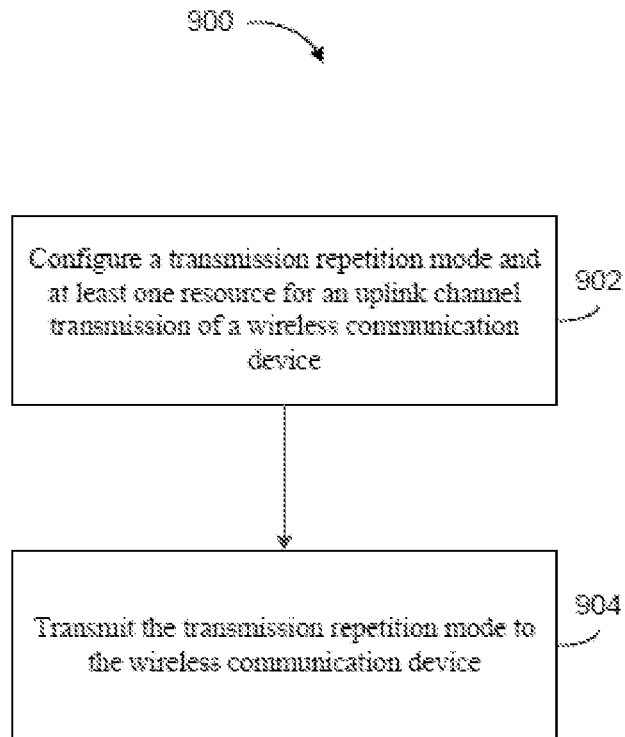 900
Configure a transmission repetition mode and
at least one resource for an uplink channel
transmission of a wireless communication
device
902
Transmit the transmission repetition mode to
the wireless communication device
904